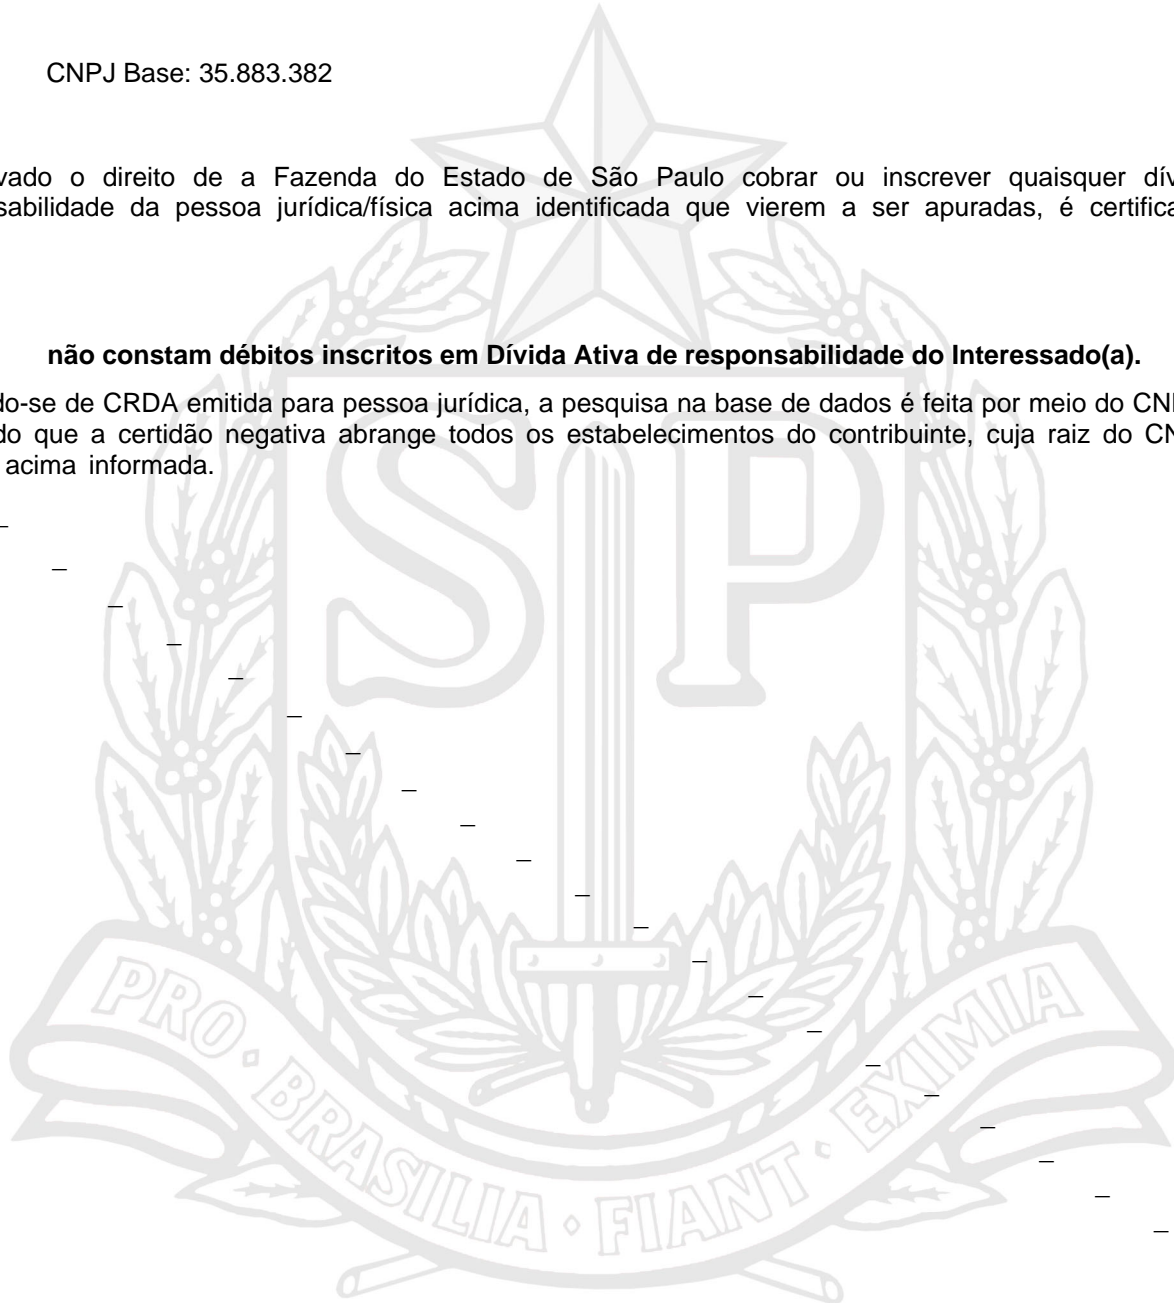 CNPJ Base: 35.883.382
vado o direito de a Fazenda do Estado de São Paulo cobrar ou inscrever quaisquer dív
sabilidade da pessoa jurídica/física acima identificada que vierem a ser apuradas, é certifica
não constam débitos inscritos em Dívida Ativa de responsabilidade do Interessado(a).
do-se de CRDA emitida para pessoa jurídica, a pesquisa na base de dados é feita por meio do CN
do que a certidão negativa abrange todos os estabelecimentos do contribuinte, cuja raiz do CN
acima informada.
SP
PRO • BRASILIA • FIANT • EXIMIA